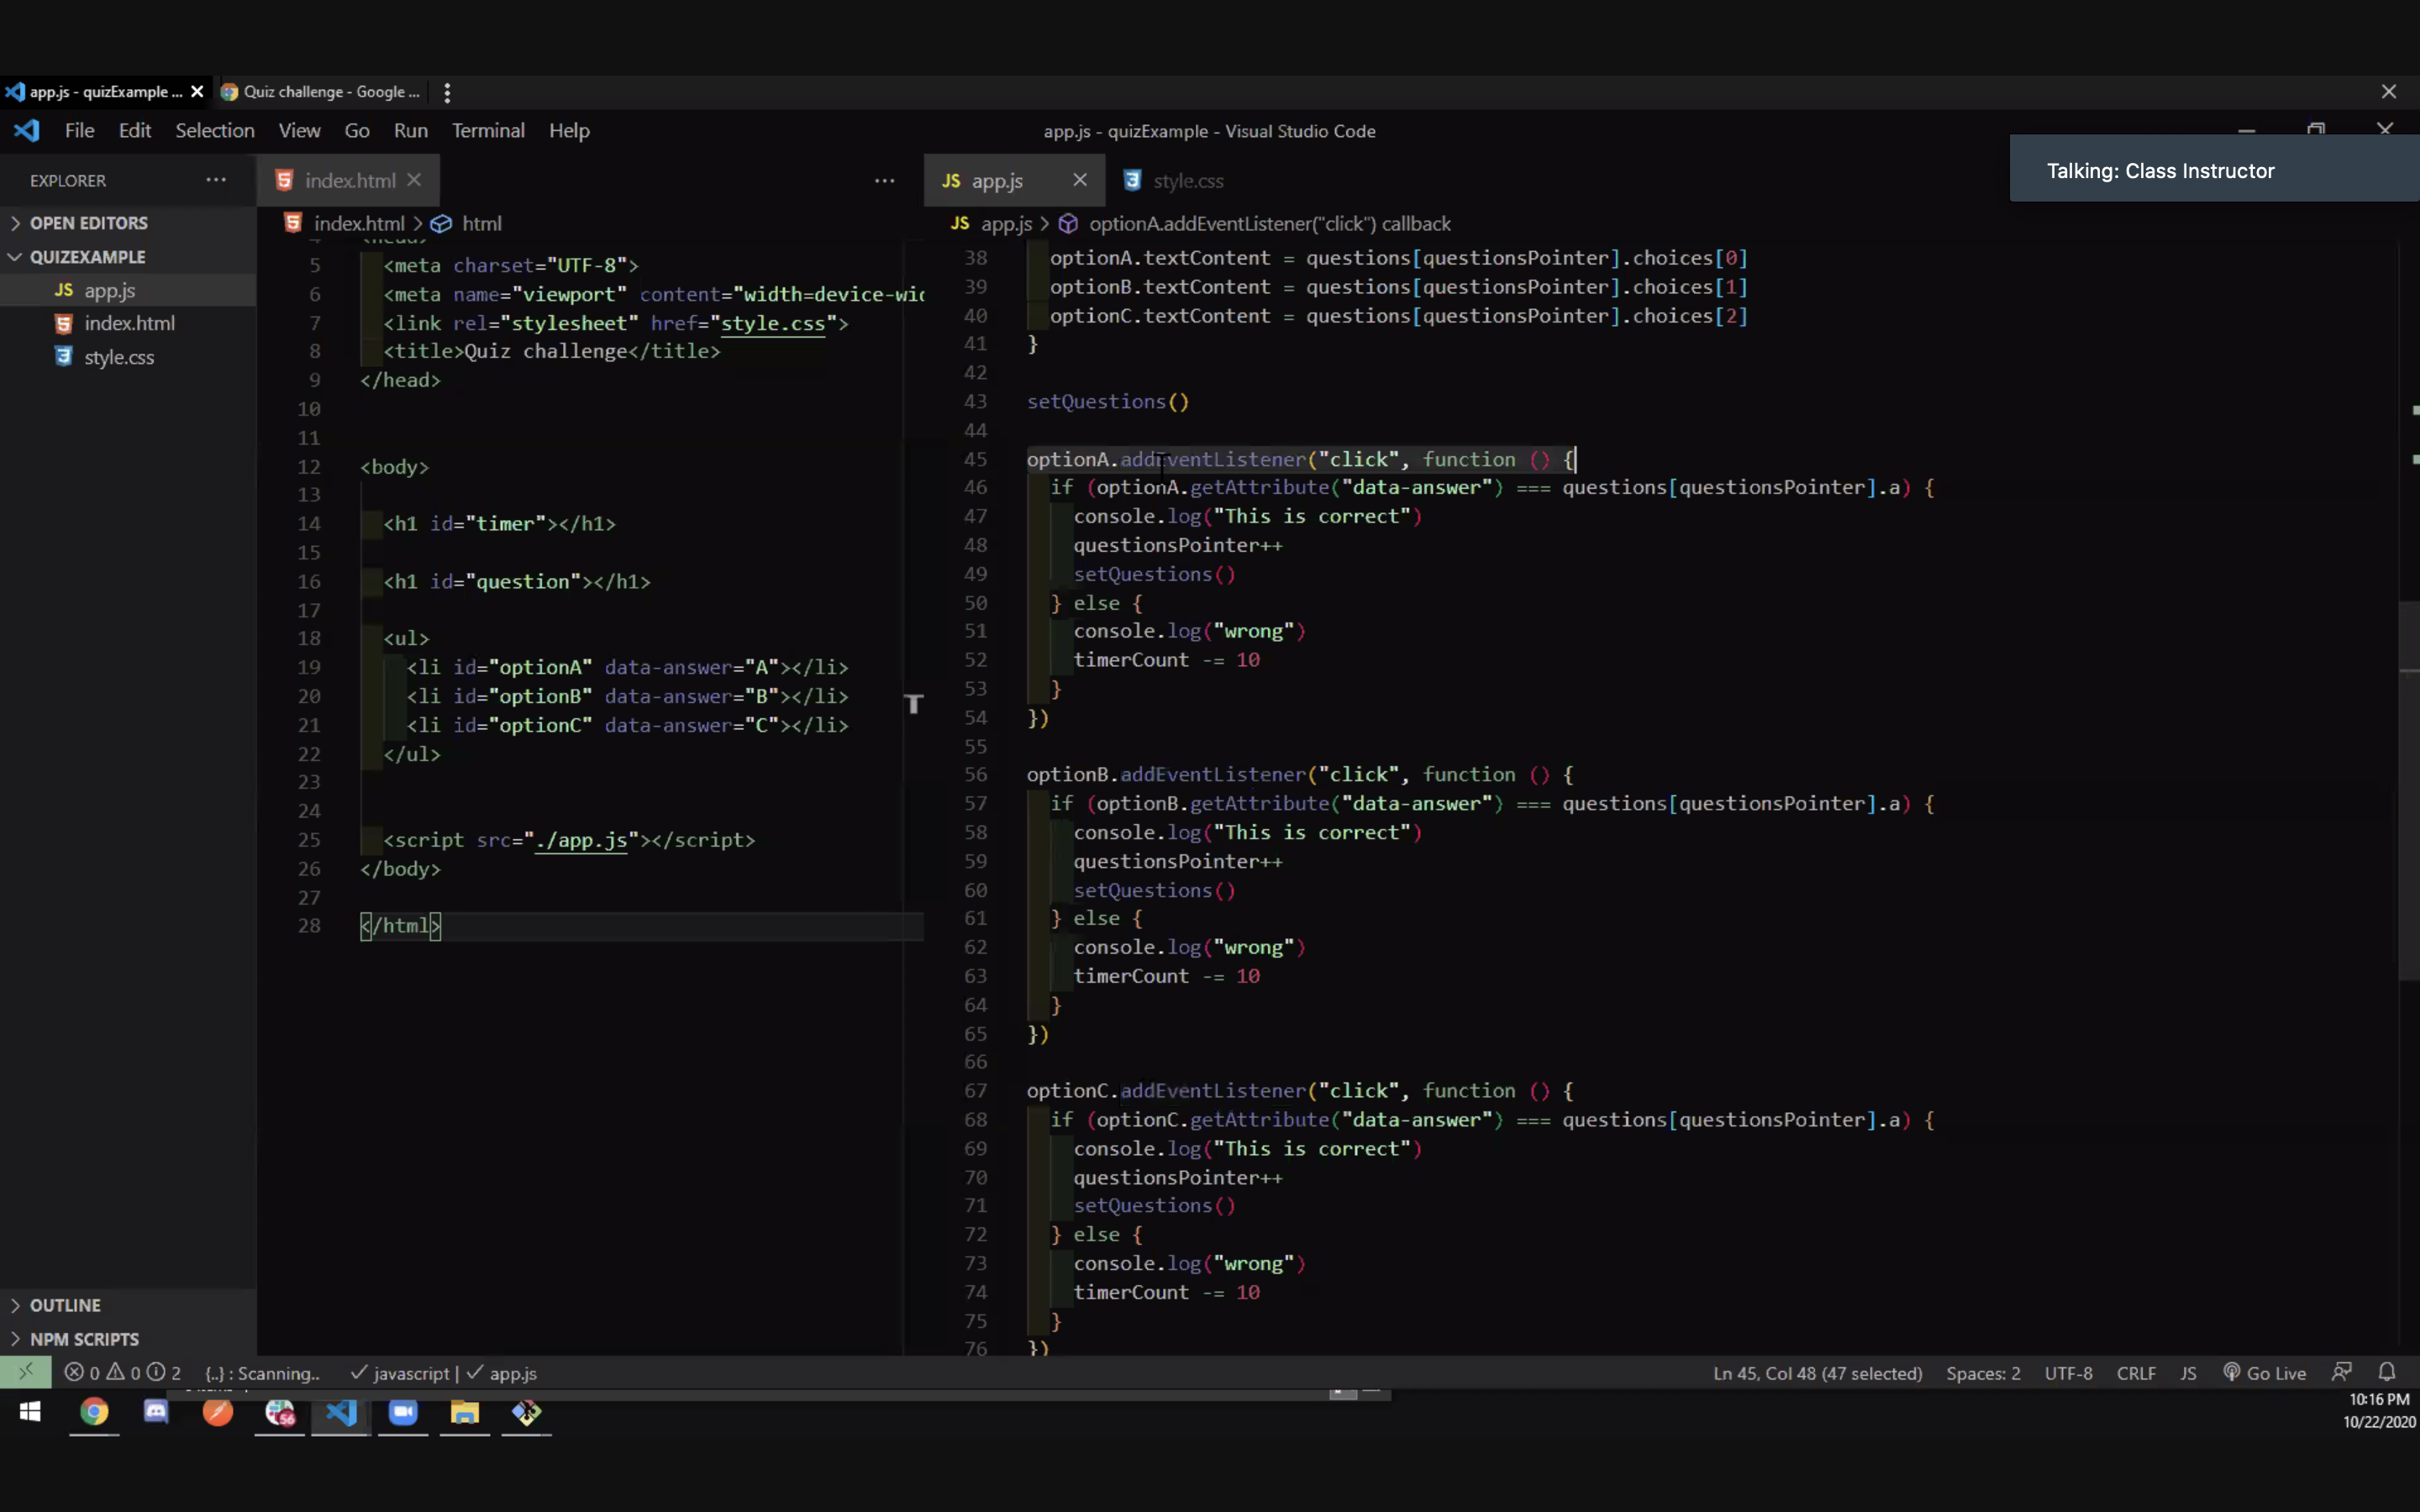 app.js - quizExample ...
Quiz challenge - Google ...
File Edit Selection View Go Run Terminal Help
app.js - quizExample - Visual Studio Code
Talking: Class Instructor
EXPLORER
OPEN EDITORS
QUIZEXAMPLE
JS app.js
index.html
style.css
OUTLINE
NPM SCRIPTS
index.html
index.html > html
5 <meta charset="UTF-8">
6 <meta name="viewport" content="width=device-wid
7 <link rel="stylesheet" href="style.css">
8 <title>Quiz challenge</title>
9 </head>
10
11
12 <body>
13
14 <h1 id="timer"></h1>
15
16 <h1 id="question"></h1>
17
18 <ul>
19 <li id="optionA" data-answer="A"></li>
20 <li id="optionB" data-answer="B"></li>
21 <li id="optionC" data-answer="C"></li>
22 </ul>
23
24
25 <script src="./app.js"></script>
26 </body>
27
28 </html>
JS app.js
style.css
JS app.js > optionA.addEventListener("click") callback
38 optionA.textContent = questions[questionsPointer].choices[0]
39 optionB.textContent = questions[questionsPointer].choices[1]
40 optionC.textContent = questions[questionsPointer].choices[2]
41 }
42
43 setQuestions()
44
45 optionA.addEventListener("click", function () {
46 if (optionA.getAttribute("data-answer") === questions[questionsPointer].a) {
47 console.log("This is correct")
48 questionsPointer++
49 setQuestions()
50 } else {
51 console.log("wrong")
52 timerCount -= 10
53 }
54 })
55
56 optionB.addEventListener("click", function () {
57 if (optionB.getAttribute("data-answer") === questions[questionsPointer].a) {
58 console.log("This is correct")
59 questionsPointer++
60 setQuestions()
61 } else {
62 console.log("wrong")
63 timerCount -= 10
64 }
65 })
66
67 optionC.addEventListener("click", function () {
68 if (optionC.getAttribute("data-answer") === questions[questionsPointer].a) {
69 console.log("This is correct")
70 questionsPointer++
71 setQuestions()
72 } else {
73 console.log("wrong")
74 timerCount -= 10
75 }
76 })
0 0 2 {..} : Scanning.. javascript | app.js
Ln 45, Col 48 (47 selected) Spaces: 2 UTF-8 CRLF JS Go Live
56
10:16 PM
10/22/2020